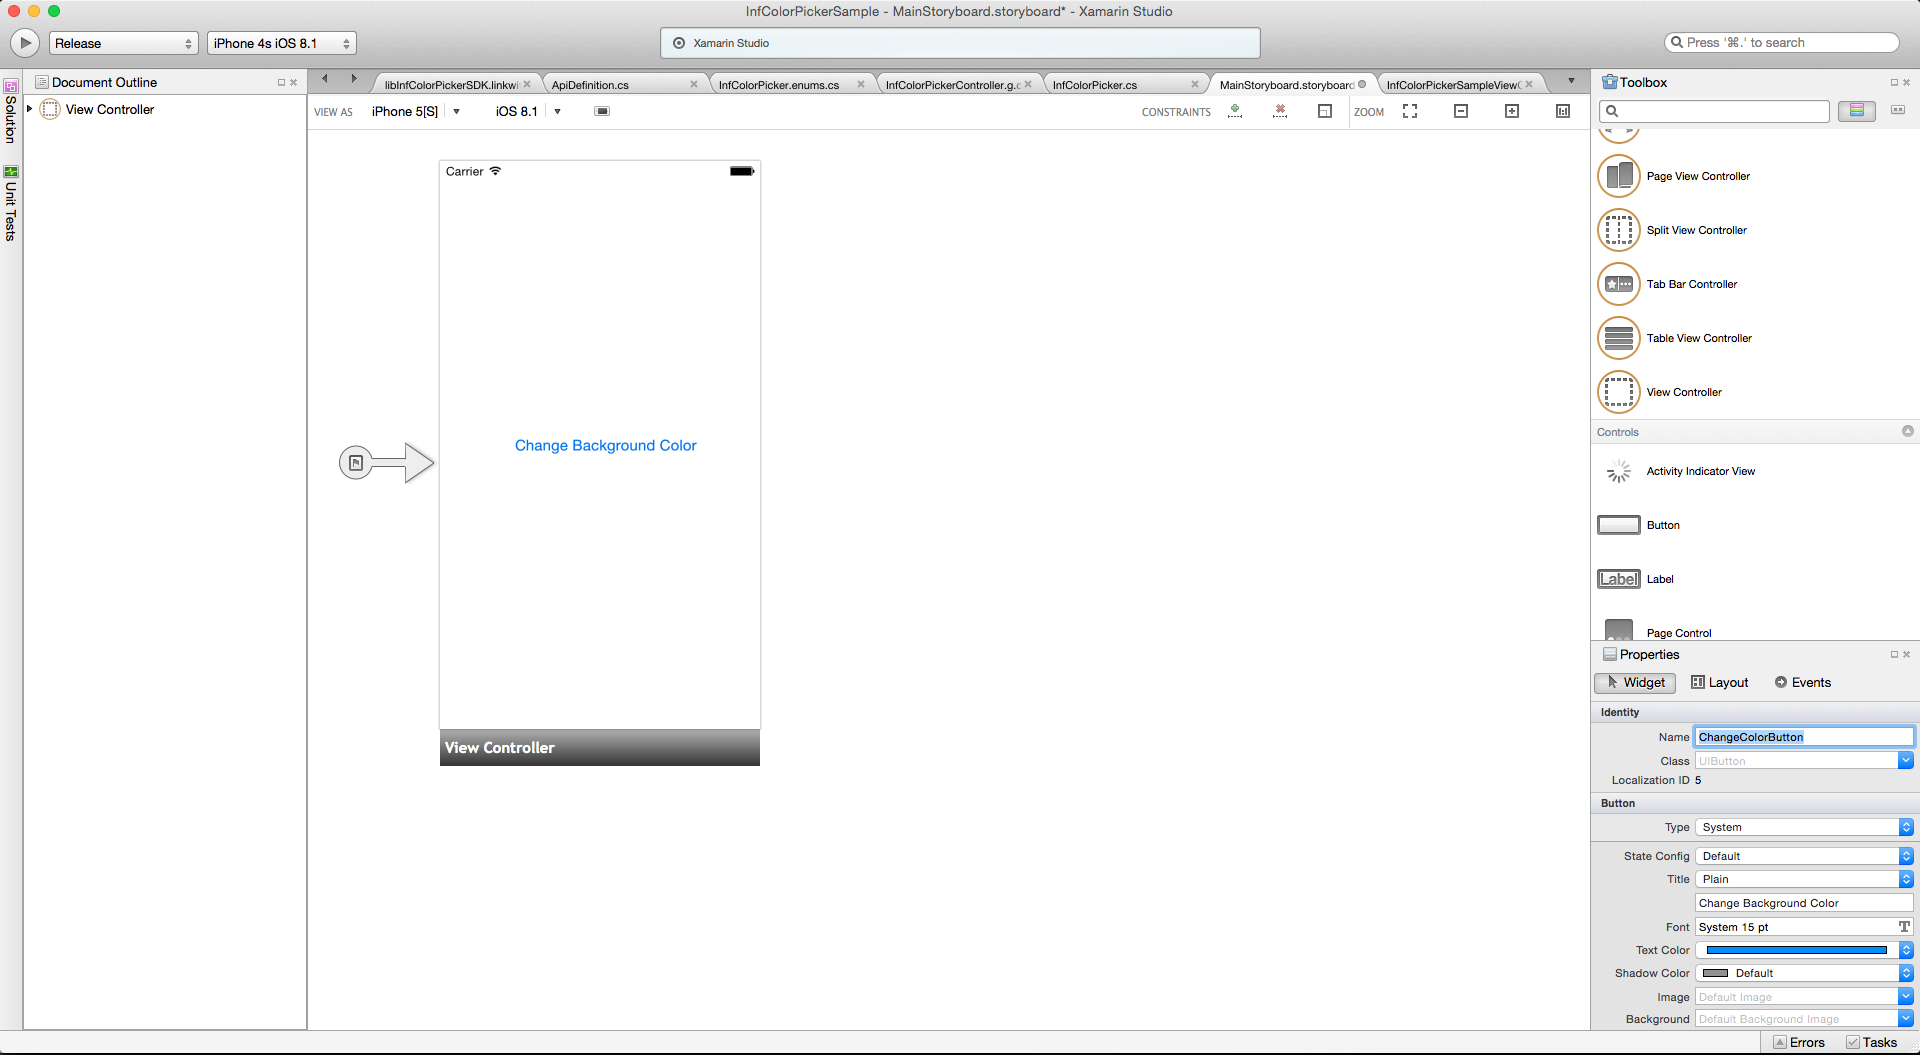 InfColorPickerSample - MainStoryboard.storyboard* - Xamarin Studio
Release
iPhone 4s iOS 8.1
Xamarin Studio
Press '⌘.' to search
Solution
Unit Tests
Document Outline
View Controller
libInfColorPickerSDK.linkwi
ApiDefinition.cs
InfColorPicker.enums.cs
InfColorPickerController.g.c
InfColorPicker.cs
MainStoryboard.storyboard
InfColorPickerSampleViewC
VIEW AS
iPhone 5[S]
iOS 8.1
CONSTRAINTS
ZOOM
Carrier
Change Background Color
View Controller
Toolbox
Page View Controller
Split View Controller
Tab Bar Controller
Table View Controller
View Controller
Controls
Activity Indicator View
Button
Label
Label
Page Control
Properties
Widget
Layout
Events
Identity
Name ChangeColorButton
Class UIButton
Localization ID 5
Button
Type System
State Config Default
Title Plain
Change Background Color
Font System 15 pt
Text Color
Shadow Color Default
Image Default Image
Background Default Background Image
Errors
Tasks